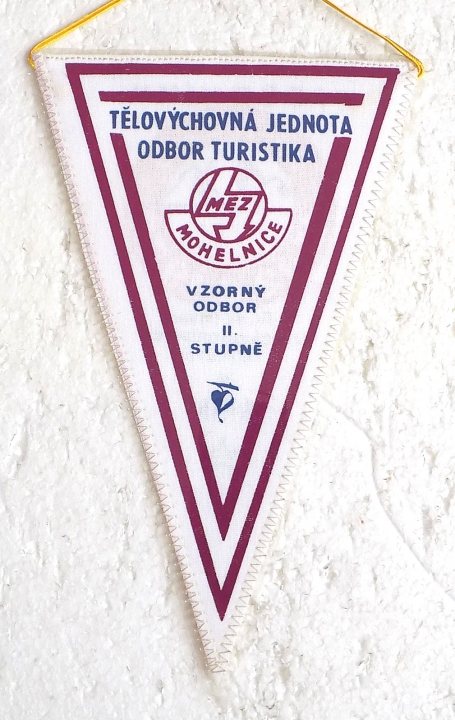 TĚLOVÝCHOVNÁ JEDNOTA
ODBOR TURISTIKA
MEZ
MOHELNICE
VZORNÝ
ODBOR
II.
STUPNĚ